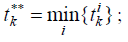 t_k^{**} = \min_i \{ t_k^i \} ;